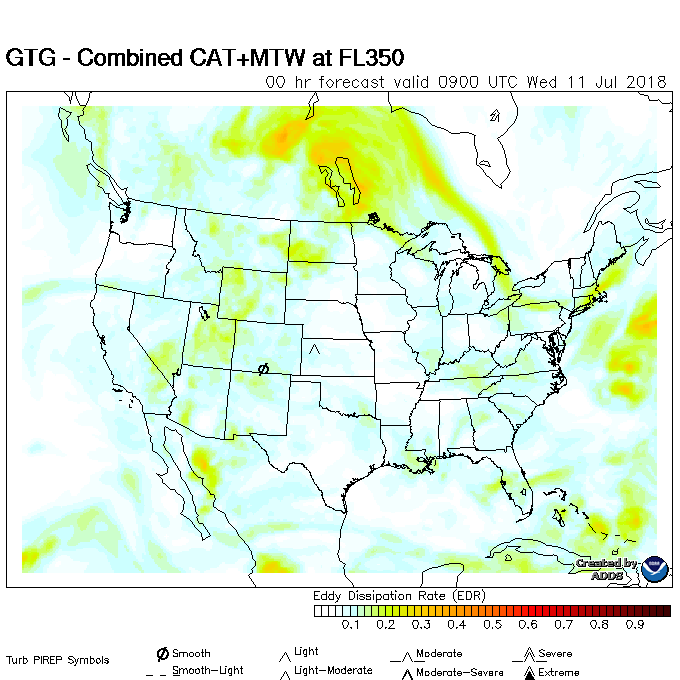 GTG - Combined CAT+MTW at FL350
00 hr forecast valid 0900 UTC Wed 11 Jul 2018
Created by
ADDS
Eddy Dissipation Rate (EDR)
0.1 0.2 0.3 0.4 0.5 0.6 0.7 0.8 0.9
Turb PIREP Symbols
Smooth Light Moderate Severe
Smooth-Light Light-Moderate Moderate-Severe Extreme